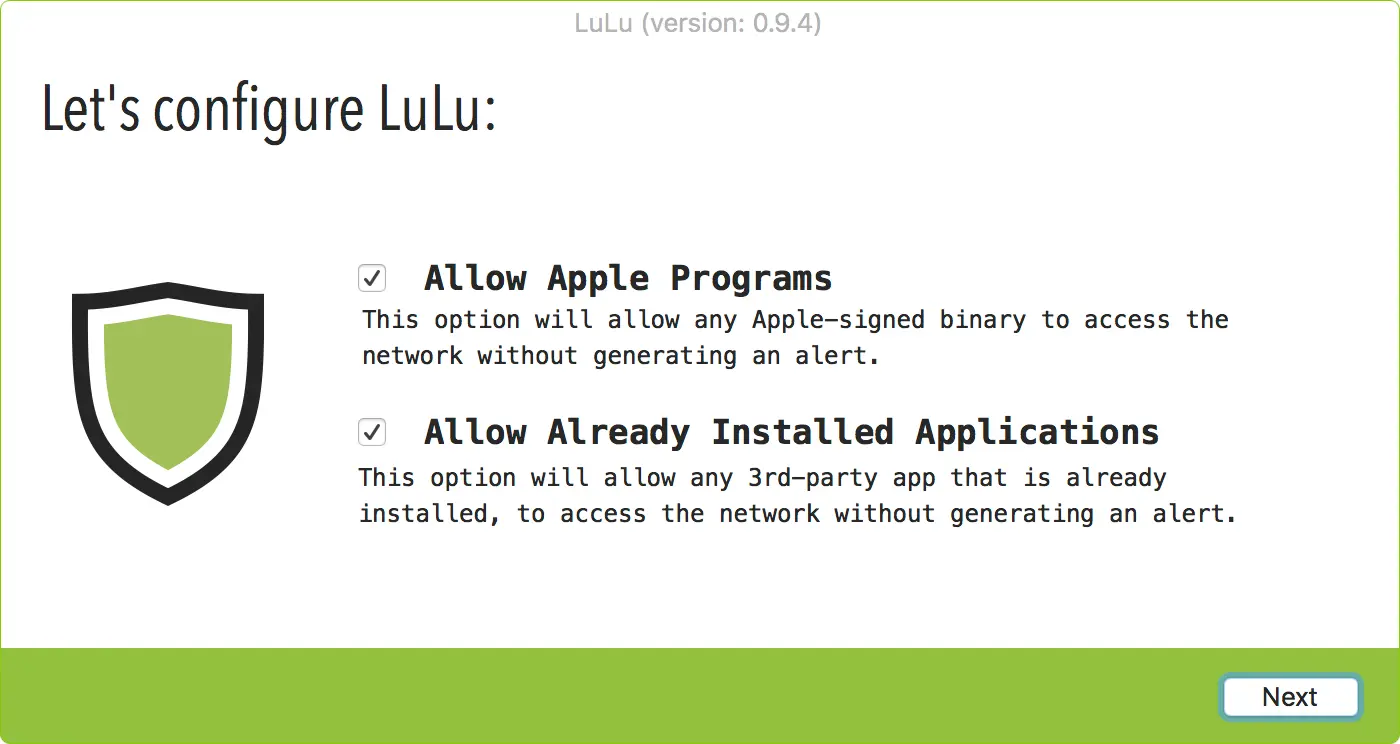 LuLu (version: 0.9.4)
Let's configure LuLu:
Allow Apple Programs
This option will allow any Apple-signed binary to access the
network without generating an alert.
Allow Already Installed Applications
This option will allow any 3rd-party app that is already
installed, to access the network without generating an alert.
Next